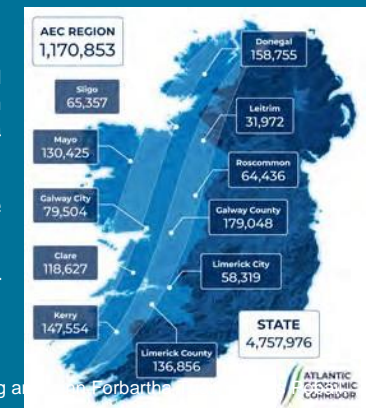 AEC REGION
1,170,853
Donegal
158,755
Sligo
65,357
Leitrim
31,972
Mayo
130,425
Roscommon
64,436
Galway City
79,504
Galway County
179,048
Clare
118,627
Limerick City
58,319
Kerry
147,554
Limerick County
136,856
STATE
4,757,976
ATLANTIC
ECONOMIC
CORRIDOR
Forbartha